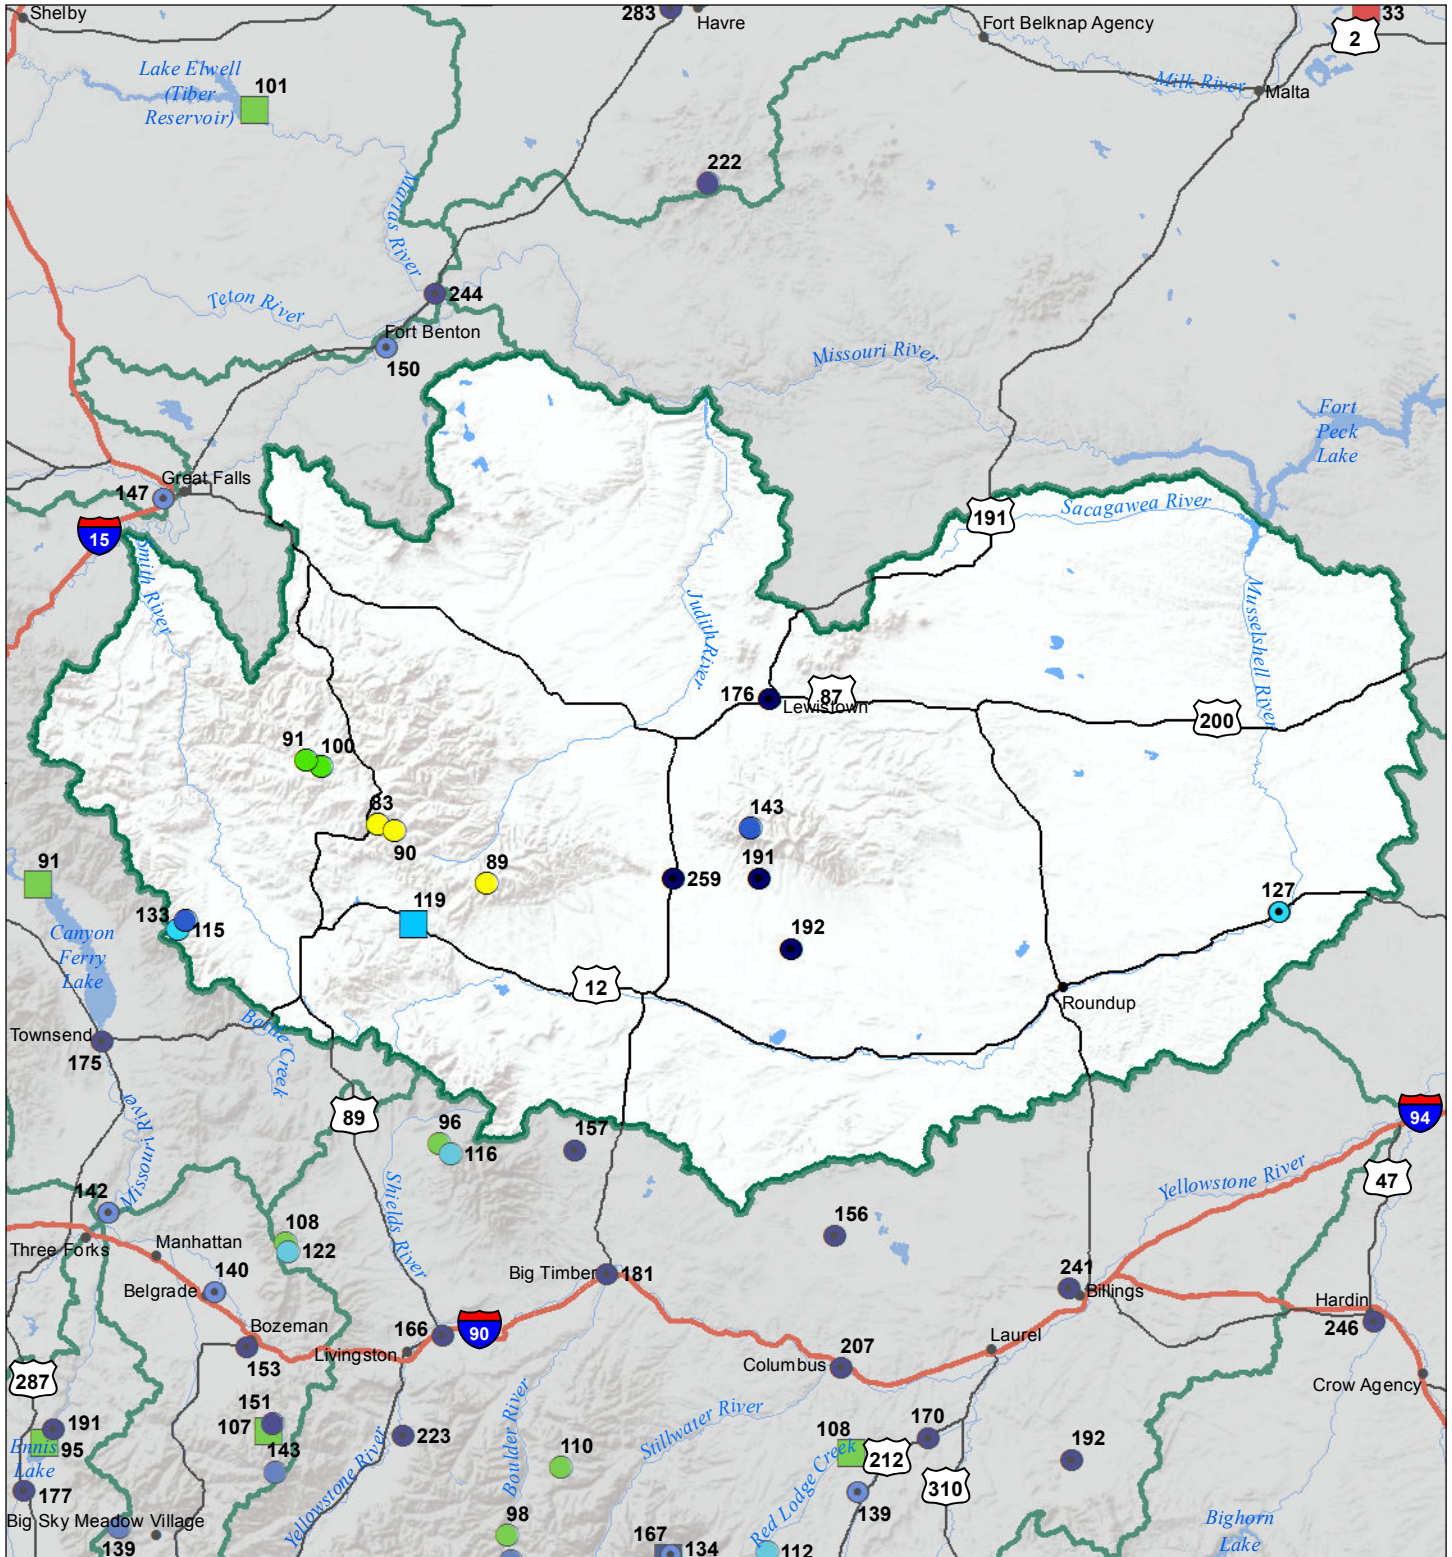 Shelby
283
Havre
Fort Belknap Agency
33
2
Lake Elwell
(Tiber
Reservoir)
101
Milk River
Malta
222
Marias River
Teton River
244
Fort Benton
150
Missouri River
Fort
Peck
Lake
Great Falls
147
15
191
Sacagawea River
Smith River
Judith River
Musselshell River
176
87
Lewistown
200
91
100
83
90
143
91
89
191
259
119
127
133
115
192
Canyon
Ferry
Lake
12
Roundup
Townsend
175
Battle Creek
89
94
Missouri River
96
116
157
Shields River
181
Yellowstone River
47
142
108
122
156
Three Forks
Manhattan
140
Belgrade
Big Timber
181
241
Billings
Hardin
246
Bozeman
153
Livingston
166
90
Columbus
207
Laurel
Crow Agency
287
151
107
143
191
95
Ennis
Lake
177
223
Yellowstone River
Boulder River
110
Stillwater River
108
212
170
192
310
Red Lodge Creek
139
Big Sky Meadow Village
139
98
167
134
112
Bighorn
Lake